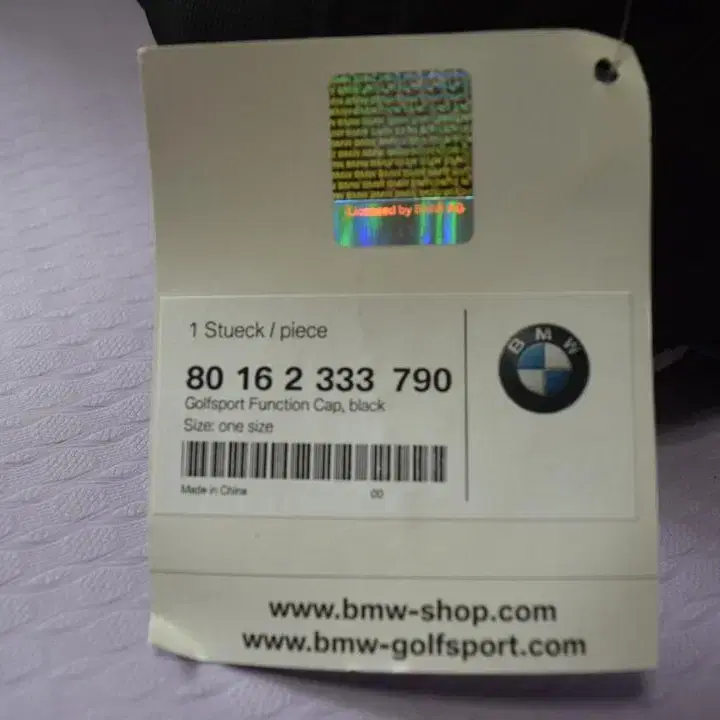 Licensed by BMW AG.
1 Stueck / piece
80 16 2 333 790
Golfsport Function Cap, black
Size: one size
Made in China
00
BMW
www.bmw-shop.com
www.bmw-golfsport.com